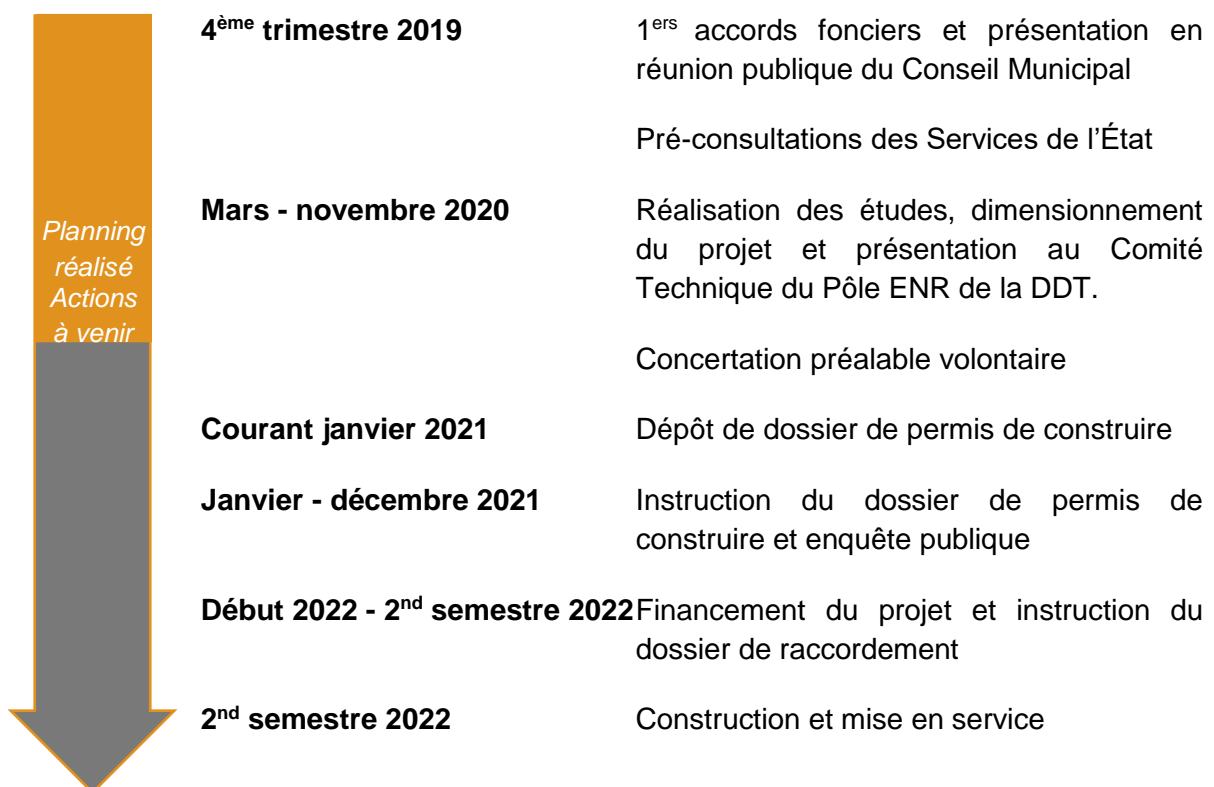 4ème trimestre 2019 1ers accords fonciers et présentation en
réunion publique du Conseil Municipal
Pré-consultations des Services de l'État
Mars - novembre 2020 Réalisation des études, dimensionnement
du projet et présentation au Comité
Technique du Pôle ENR de la DDT.
Concertation préalable volontaire
Courant janvier 2021 Dépôt de dossier de permis de construire
Janvier - décembre 2021 Instruction du dossier de permis de
construire et enquête publique
Début 2022 - 2nd semestre 2022 Financement du projet et instruction du
dossier de raccordement
2nd semestre 2022 Construction et mise en service
Planning
réalisé
Actions
à venir